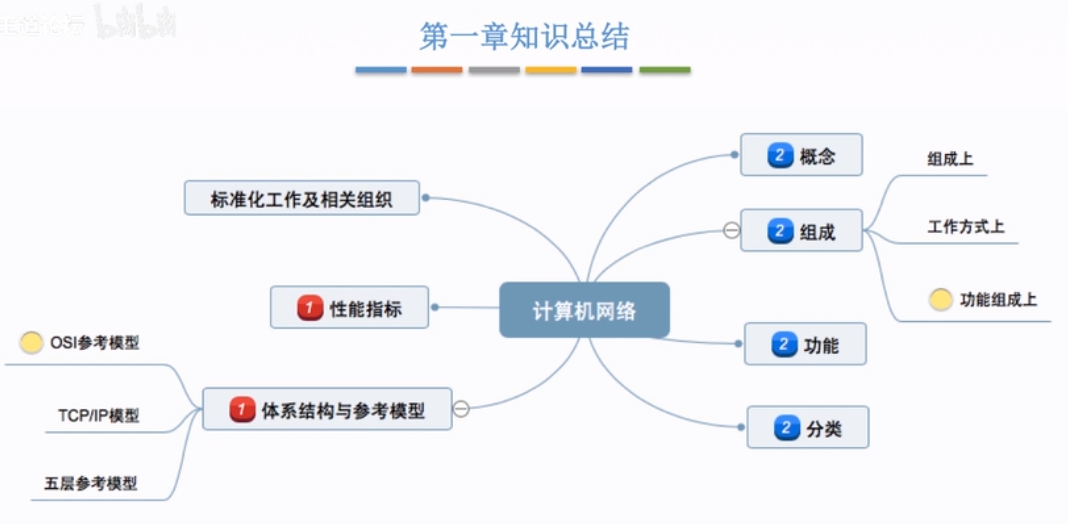 bilibili
第一章知识总结
标准化工作及相关组织
1 性能指标
1 体系结构与参考模型
OSI参考模型
TCP/IP模型
五层参考模型
计算机网络
2 概念
2 组成
组成上
工作方式上
功能组成上
2 功能
2 分类